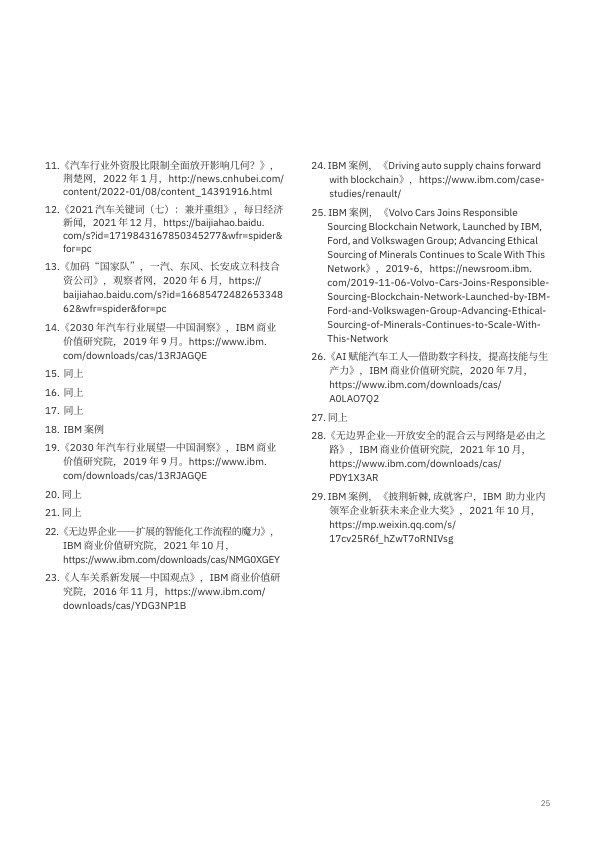 11.《汽车行业外资股比限制全面放开影响几何？》，
荆楚网，2022 年 1 月，http://news.cnhubei.com/
content/2022-01/08/content_14391916.html
12.《2021 汽车关键词（七）：兼并重组》，每日经济
新闻，2021 年 12 月，https://baijiahao.baidu.
com/s?id=1719843167850345277&wfr=spider&
for=pc
13.《加码“国家队”，一汽、东风、长安成立科技合
资公司》，观察网，2020 年 6 月，https://
baijiahao.baidu.com/s?id=16685472482653348
62&wfr=spider&for=pc
14.《2030 年汽车行业展望—中国洞察》，IBM 商业
价值研究院，2019 年 9 月。https://www.ibm.
com/downloads/cas/13RJAGQE
15. 同上
16. 同上
17. 同上
18. IBM 案例
19.《2030 年汽车行业展望—中国洞察》，IBM 商业
价值研究院，2019 年 9 月。https://www.ibm.
com/downloads/cas/13RJAGQE
20. 同上
21. 同上
22.《无边界企业——扩展的智能化工作流程的魔力》，
IBM 商业价值研究院，2021 年 10 月，
https://www.ibm.com/downloads/cas/NMG0XGEY
23.《人车关系新发展—中国观点》，IBM 商业价值研
究院，2016 年 11 月，https://www.ibm.com/
downloads/cas/YDG3NP1B
24. IBM 案例，《Driving auto supply chains forward
with blockchain》，https://www.ibm.com/case-
studies/renault/
25. IBM 案例，《Volvo Cars Joins Responsible
Sourcing Blockchain Network, Launched by IBM,
Ford, and Volkswagen Group; Advancing Ethical
Sourcing of Minerals Continues to Scale With This
Network》，2019-6，https://newsroom.ibm.
com/2019-11-06-Volvo-Cars-Joins-Responsible-
Sourcing-Blockchain-Network-Launched-by-IBM-
Ford-and-Volkswagen-Group-Advancing-Ethical-
Sourcing-of-Minerals-Continues-to-Scale-With-
This-Network
26.《AI 赋能汽车工人—借助数字科技，提高技能与生
产力》，IBM 商业价值研究院，2020 年 7月，
https://www.ibm.com/downloads/cas/
A0LAO7Q2
27. 同上
28.《无边界企业—开放安全的混合云与网络是必由之
路》，IBM 商业价值研究院，2021 年 10 月，
https://www.ibm.com/downloads/cas/
PDY1X3AR
29. IBM 案例，《披荆斩棘, 成就客户，IBM 助力业内
领军企业斩获未来企业大奖》，2021 年 10 月，
https://mp.weixin.qq.com/s/
17cv25R6f_hZwT7oRNIVsg
25